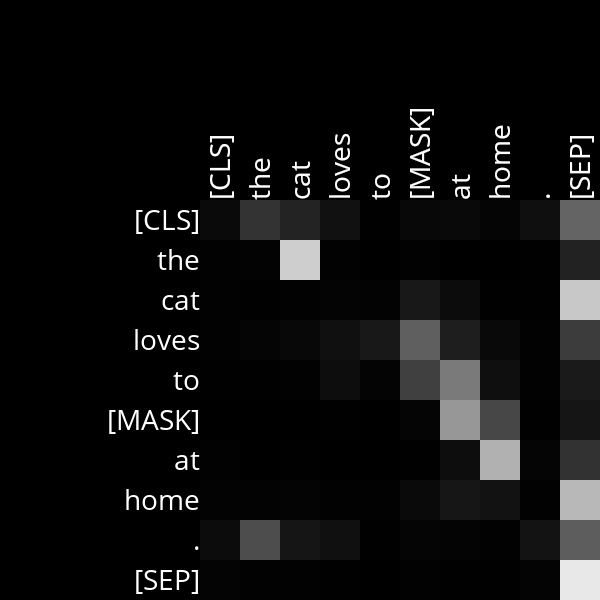 [CLS] the cat loves to [MASK] at home . [SEP]
[CLS]
the
cat
loves
to
[MASK]
at
home
.
[SEP]